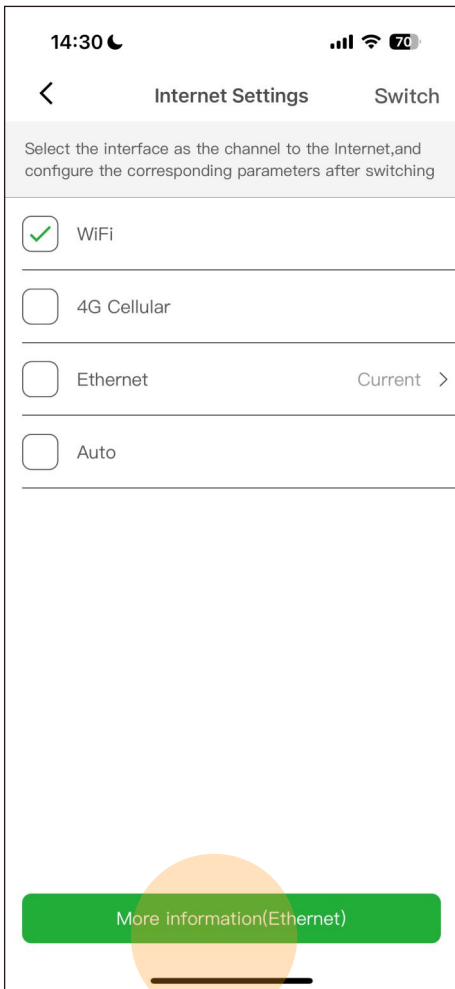 14:30
70
Internet Settings
Switch
Select the interface as the channel to the Internet,and
configure the corresponding parameters after switching
WiFi
4G Cellular
Ethernet
Current
Auto
More information(Ethernet)